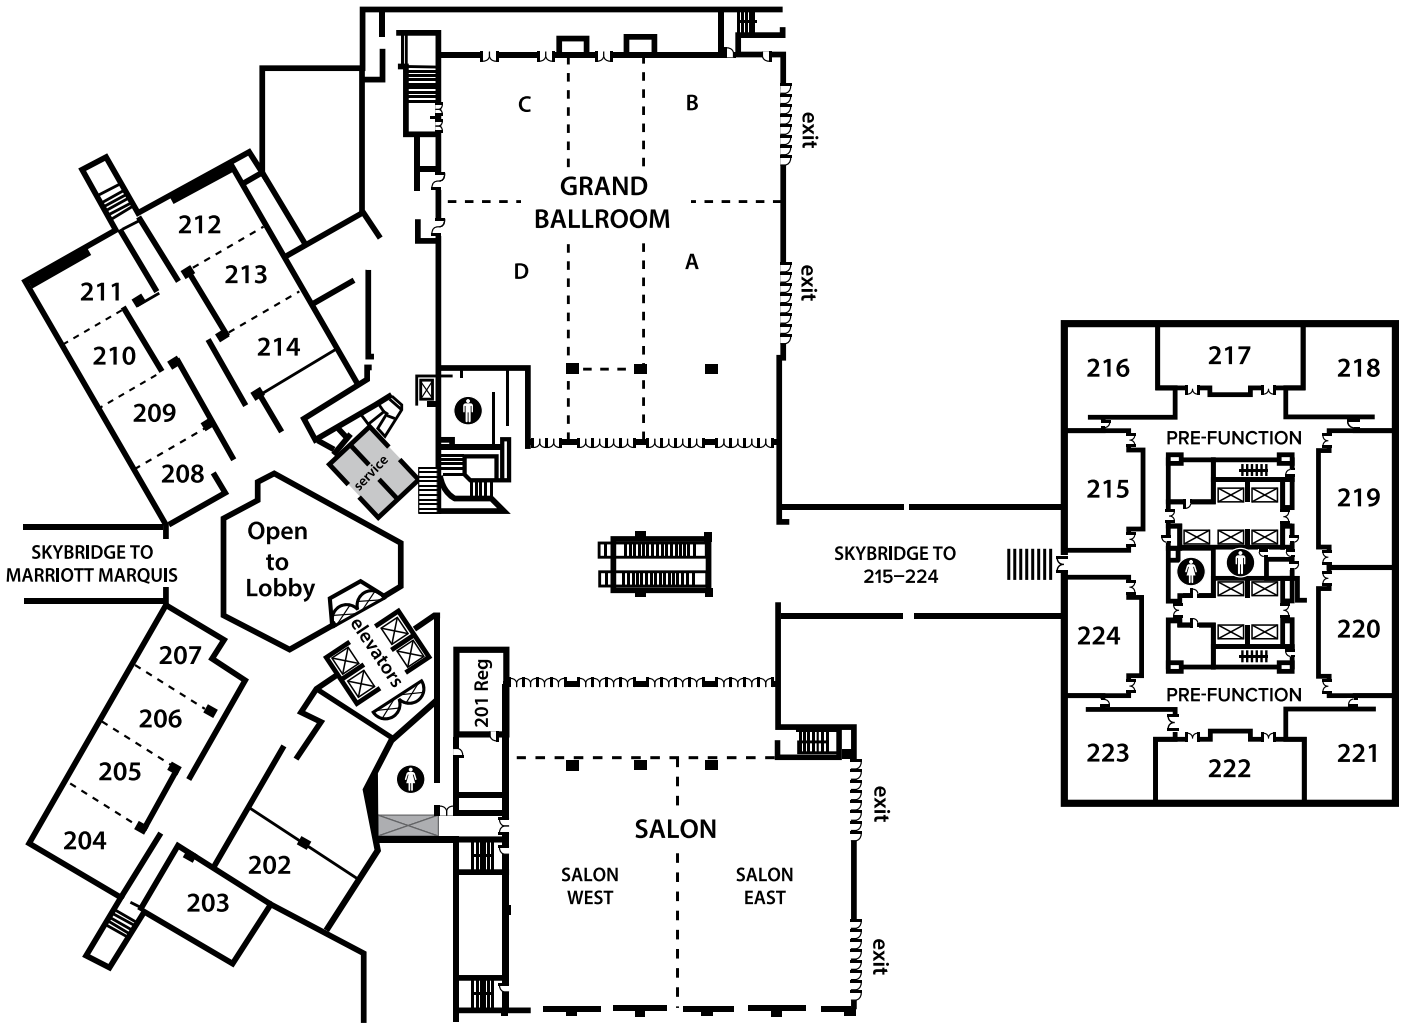 C
B
exit
GRAND
BALLROOM
212
213
211
D
A
exit
210
214
217
216
218
209
PRE-FUNCTION
208
service
215
219
Open
to
Lobby
SKYBRIDGE TO
MARRIOTT MARQUIS
SKYBRIDGE TO
215–224
elevators
207
224
220
201 Reg
206
PRE-FUNCTION
205
223
222
221
exit
204
SALON
202
SALON
WEST
SALON
EAST
203
exit